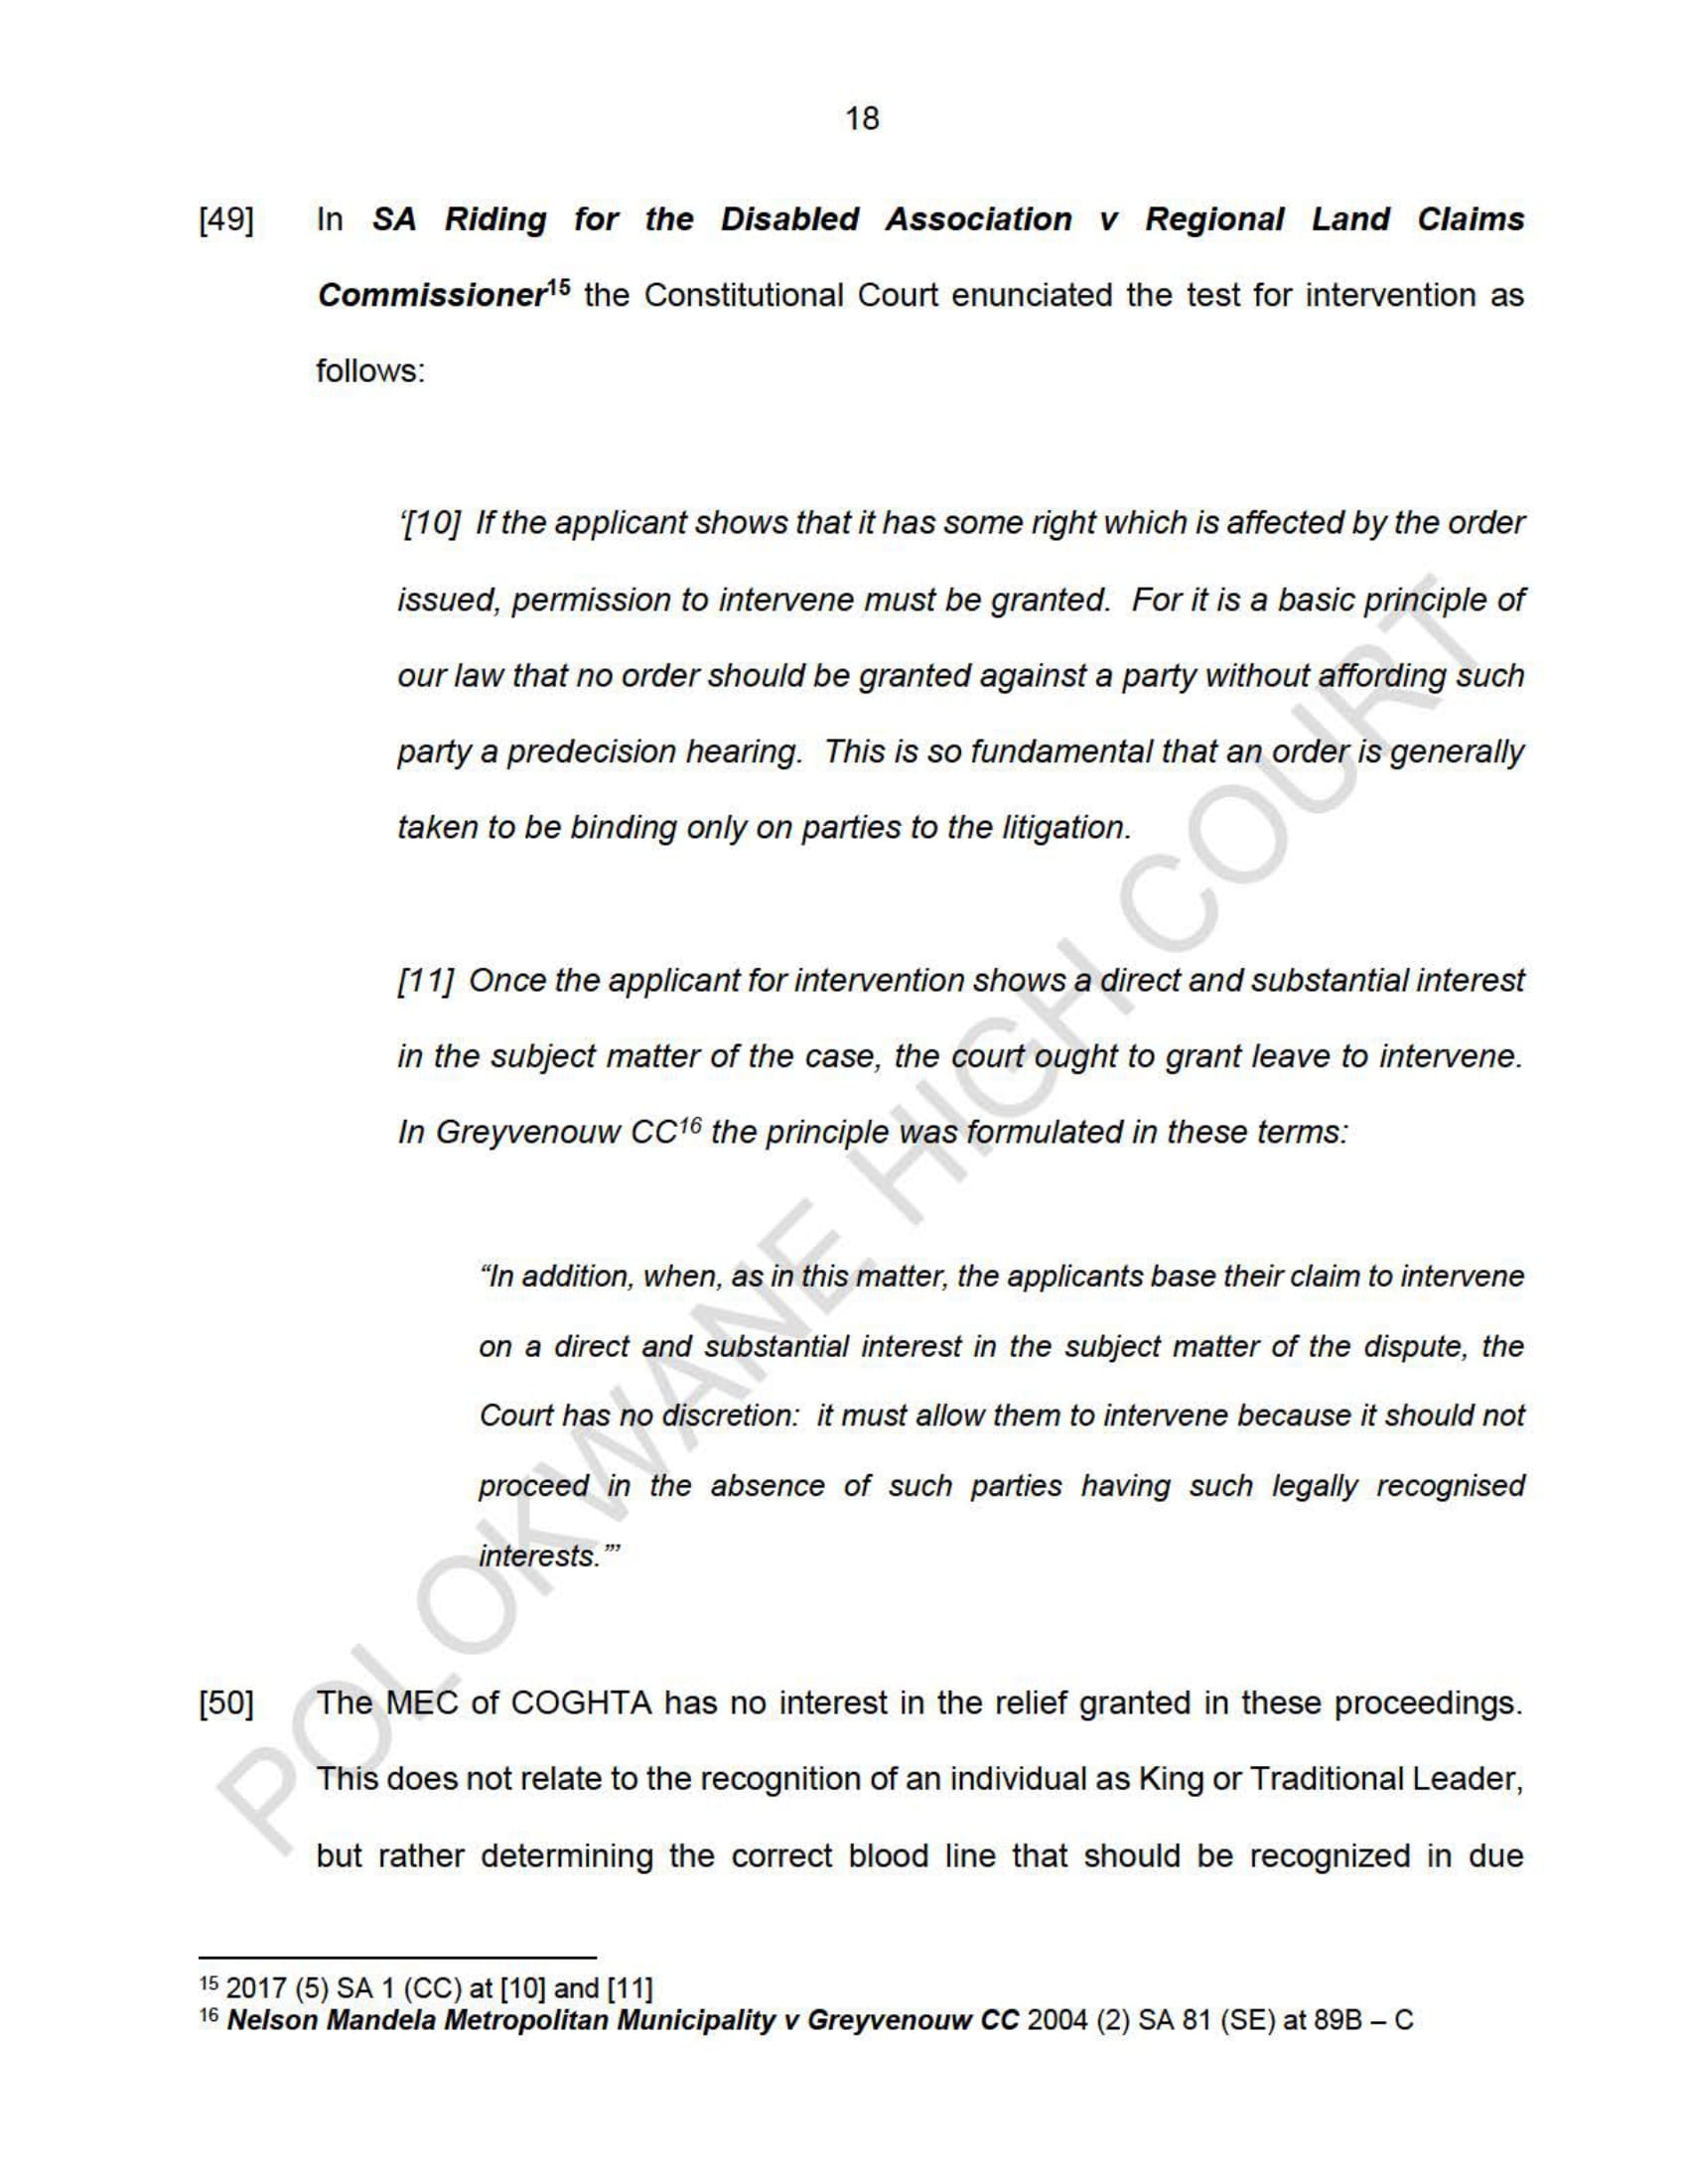 18
[49] In SA Riding for the Disabled Association v Regional Land Claims
Commissioner15 the Constitutional Court enunciated the test for intervention as
follows:
‘[10] If the applicant shows that it has some right which is affected by the order
issued, permission to intervene must be granted. For it is a basic principle of
our law that no order should be granted against a party without affording such
party a predecision hearing. This is so fundamental that an order is generally
taken to be binding only on parties to the litigation.
[11] Once the applicant for intervention shows a direct and substantial interest
in the subject matter of the case, the court ought to grant leave to intervene.
In Greyvenouw CC16 the principle was formulated in these terms:
“In addition, when, as in this matter, the applicants base their claim to intervene
on a direct and substantial interest in the subject matter of the dispute, the
Court has no discretion: it must allow them to intervene because it should not
proceed in the absence of such parties having such legally recognised
interests.”’
[50] The MEC of COGHTA has no interest in the relief granted in these proceedings.
This does not relate to the recognition of an individual as King or Traditional Leader,
but rather determining the correct blood line that should be recognized in due
15 2017 (5) SA 1 (CC) at [10] and [11]
16 Nelson Mandela Metropolitan Municipality v Greyvenouw CC 2004 (2) SA 81 (SE) at 89B – C
POLOKWANE HIGH COURT